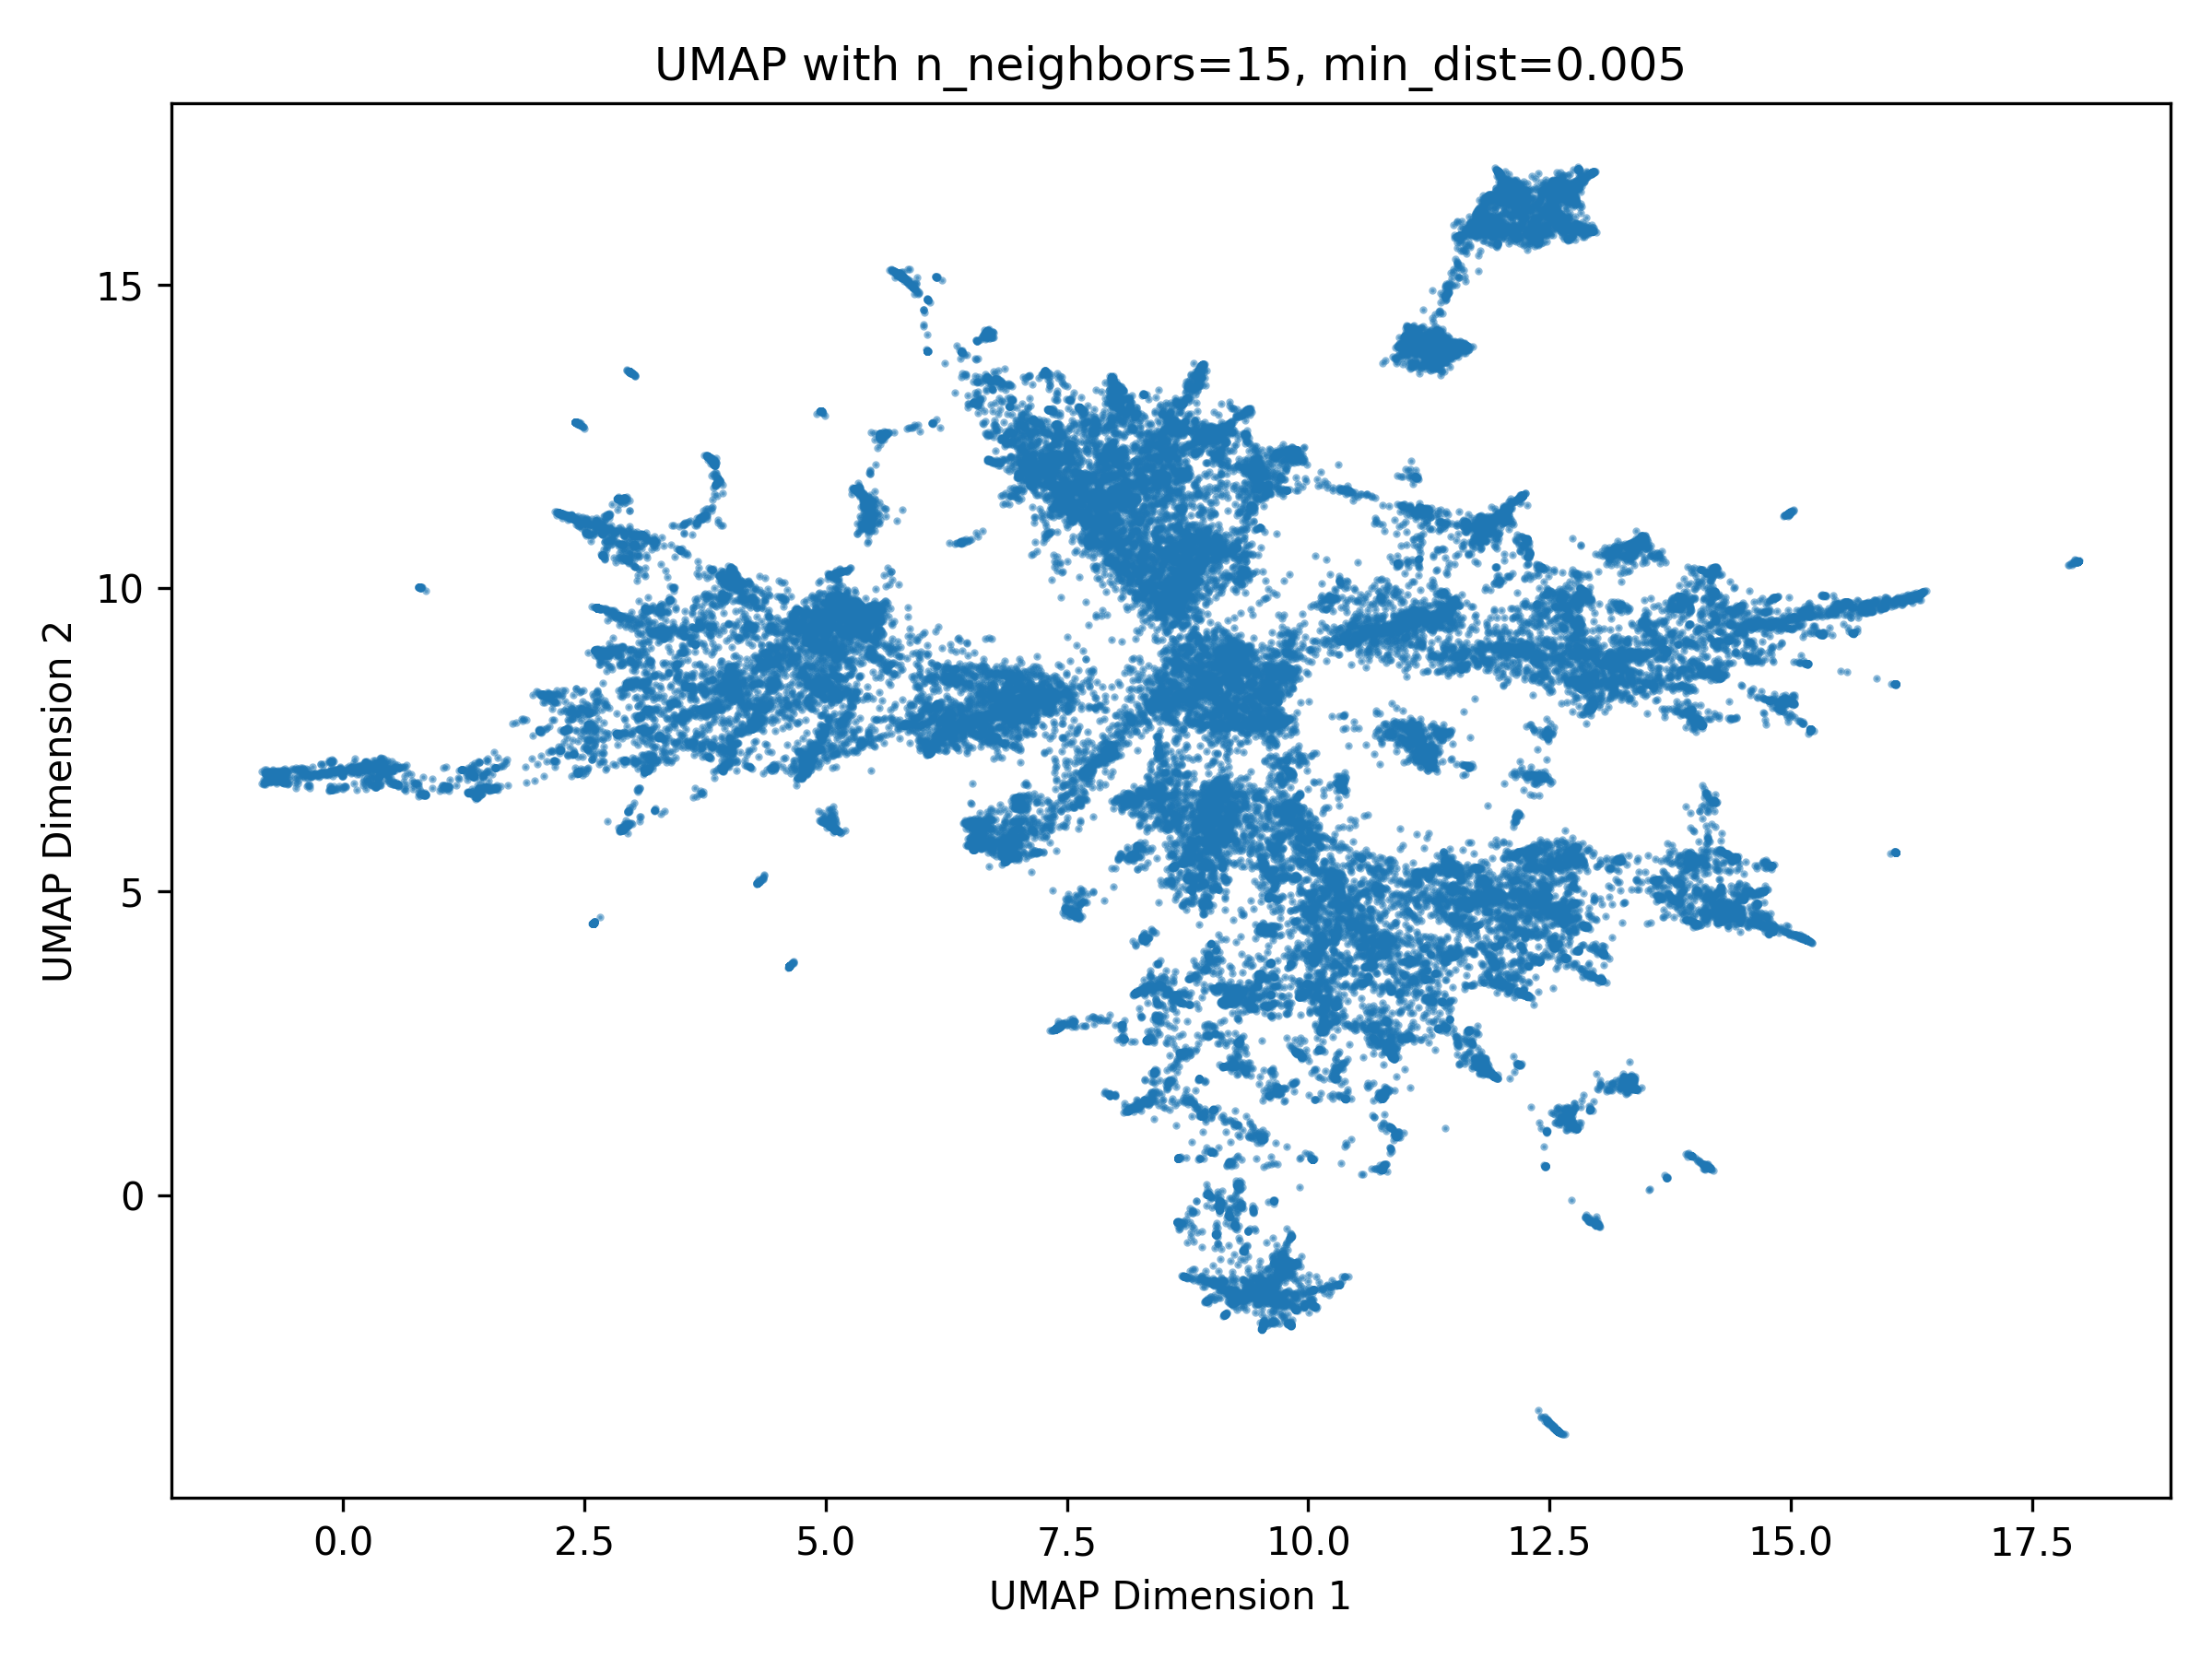 UMAP with n_neighbors=15, min_dist=0.005
15
10
5
0
UMAP Dimension 2
0.0 2.5 5.0 7.5 10.0 12.5 15.0 17.5
UMAP Dimension 1